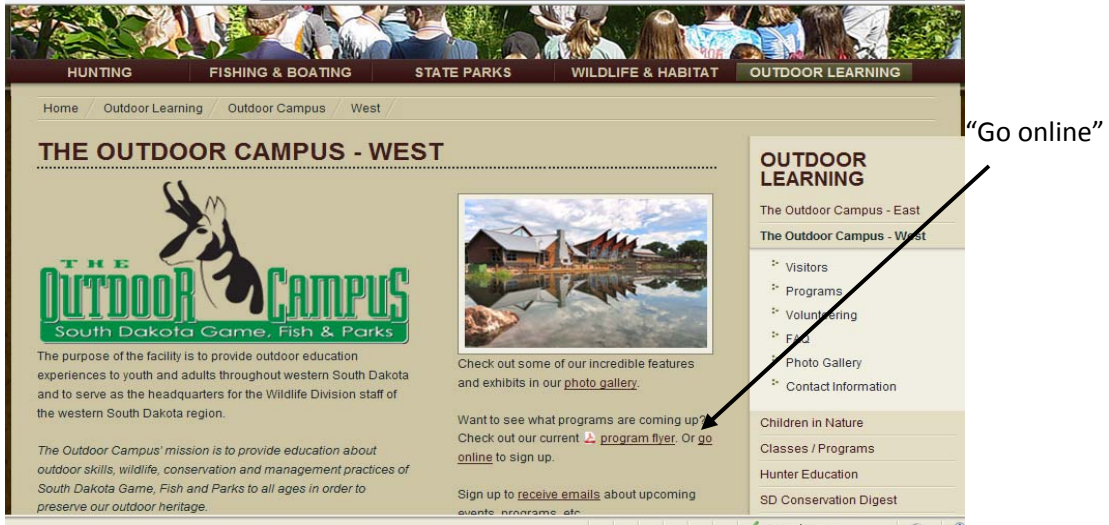 HUNTING FISHING & BOATING STATE PARKS WILDLIFE & HABITAT OUTDOOR LEARNING
Home / Outdoor Learning / Outdoor Campus / West /
THE OUTDOOR CAMPUS - WEST
THE
OUTDOOR CAMPUS
South Dakota Game, Fish & Parks
The purpose of the facility is to provide outdoor education
experiences to youth and adults throughout western South Dakota
and to serve as the headquarters for the Wildlife Division staff of
the western South Dakota region.
The Outdoor Campus' mission is to provide education about
outdoor skills, wildlife, conservation and management practices of
South Dakota Game, Fish and Parks to all ages in order to
preserve our outdoor heritage.
Check out some of our incredible features
and exhibits in our photo gallery.
Want to see what programs are coming up?
Check out our current program flyer. Or go
online to sign up.
Sign up to receive emails about upcoming
events, programs, etc.
OUTDOOR
LEARNING
The Outdoor Campus - East
The Outdoor Campus - West
Visitors
Programs
Volunteering
FAQ
Photo Gallery
Contact Information
Children in Nature
Classes / Programs
Hunter Education
SD Conservation Digest
“Go online”